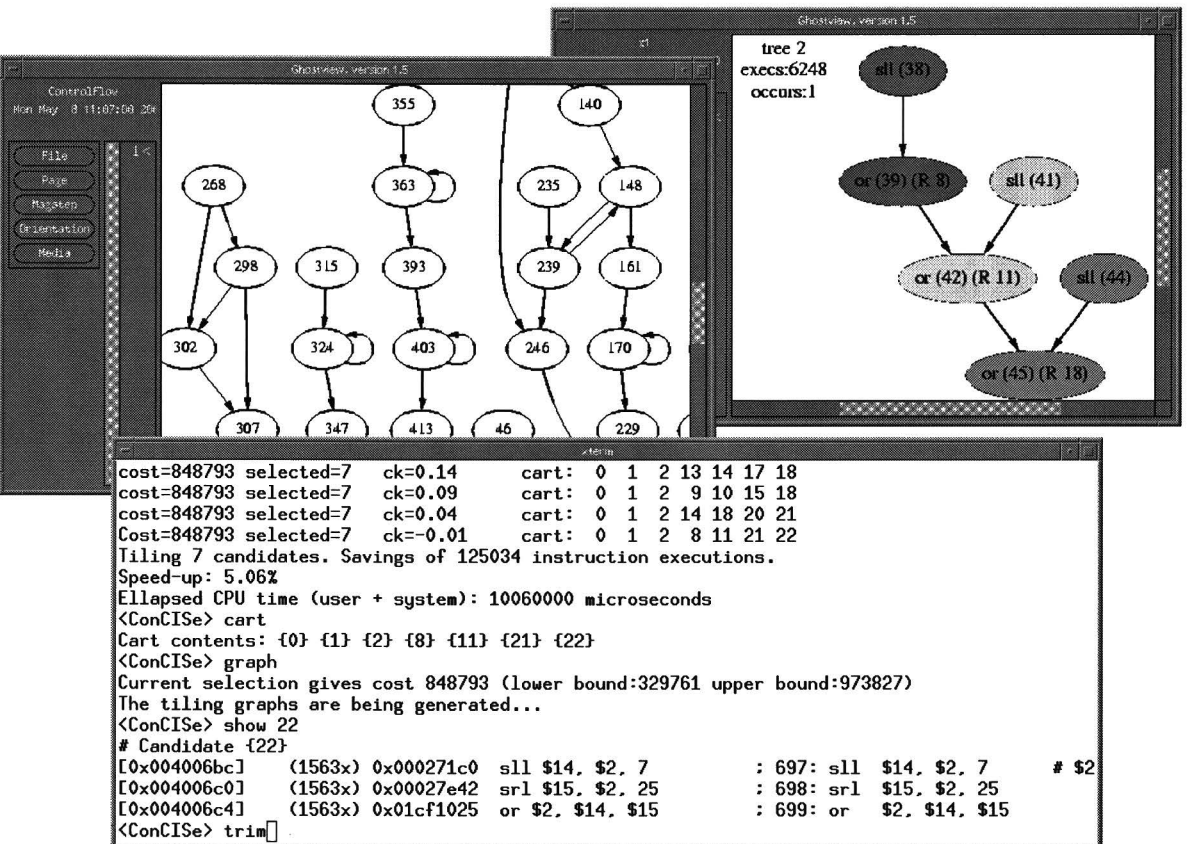 Ghostview, version 1.5
tree 2
execs:6248
occurs:1
sll (38)
or (39) (R 8)
sll (41)
or (42) (R 11)
sll (44)
or (45) (R 18)
Ghostview, version 1.5
ControlFlow
Mon May 8 11:07:00
File
Page
Magstep
Orientation
Media
1 <
355
140
268
363
235
148
298
315
393
239
161
302
324
403
246
170
307
347
413
46
229
xterm
cost=848793 selected=7 ck=0.14 cart: 0 1 2 13 14 17 18
cost=848793 selected=7 ck=0.09 cart: 0 1 2 9 10 15 18
cost=848793 selected=7 ck=0.04 cart: 0 1 2 14 18 20 21
Cost=848793 selected=7 ck=-0.01 cart: 0 1 2 8 11 21 22
Tiling 7 candidates. Savings of 125034 instruction executions.
Speed-up: 5.06%
Ellapsed CPU time (user + system): 10060000 microseconds
<ConCISe> cart
Cart contents: {0} {1} {2} {8} {11} {21} {22}
<ConCISe> graph
Current selection gives cost 848793 (lower bound:329761 upper bound:973827)
The tiling graphs are being generated...
<ConCISe> show 22
# Candidate {22}
[0x004006bc] (1563x) 0x000271c0 sll $14, $2, 7 ; 697: sll $14, $2, 7 # $2
[0x004006c0] (1563x) 0x00027e42 srl $15, $2, 25 ; 698: srl $15, $2, 25
[0x004006c4] (1563x) 0x01cf1025 or $2, $14, $15 ; 699: or $2, $14, $15
<ConCISe> trim